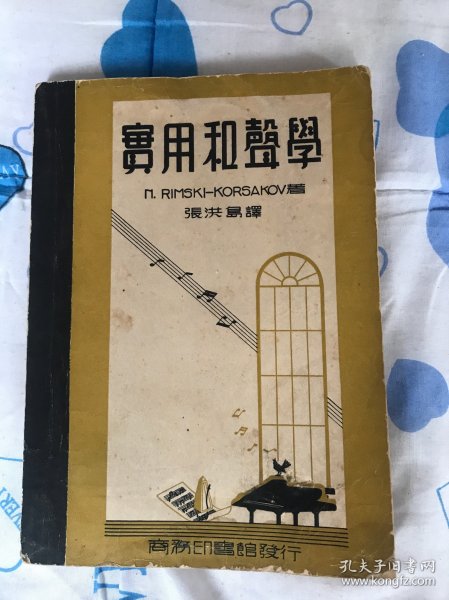 實用和聲學
N. RIMSKI-KORSAKOV著
張洪島譯
商務印書館發行
孔夫子旧书网
www.kongfz.com